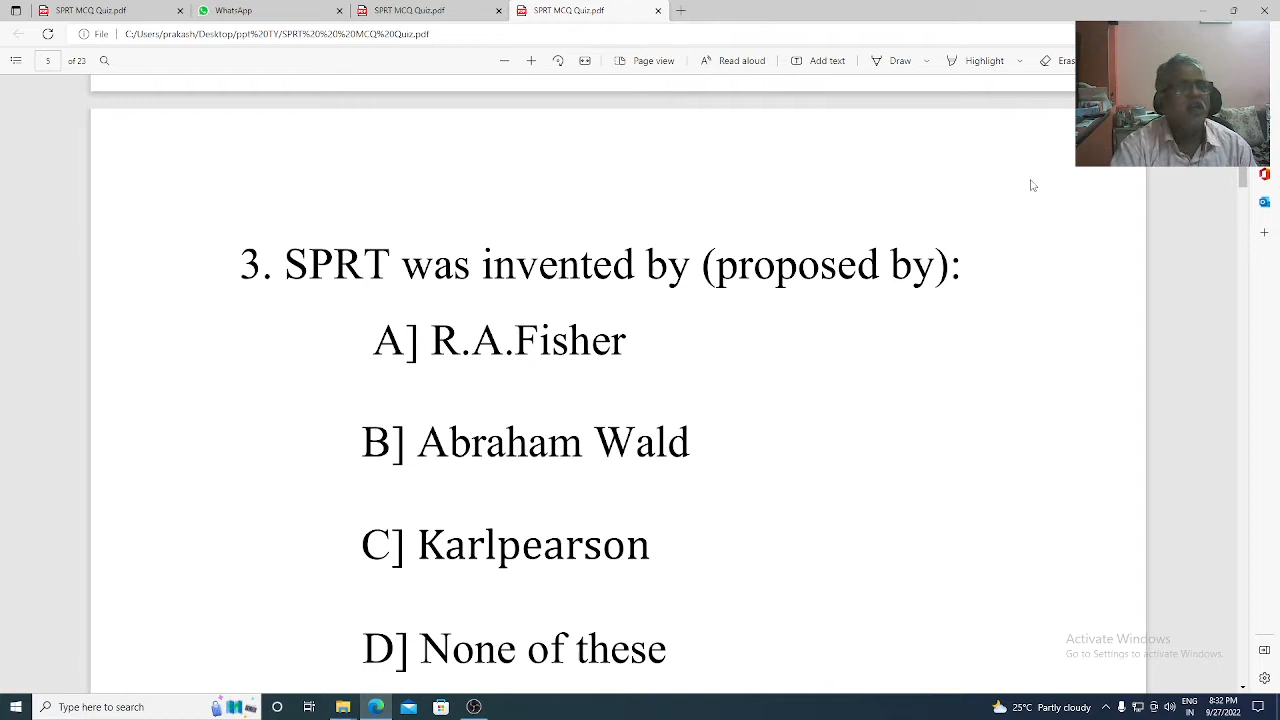 SPRT MCQ Quiz.pdf
WhatsApp
SPRT MCQ Quiz.pdf
SPRT MCQ Quiz.pdf
File
C:/Users/prakash/Desktop/ppt%20TY/SPRT%20%20%20MCQ%20Quiz.pdf
5
of 23
Page view
Read aloud
Add text
Draw
Highlight
Eras
3. SPRT was invented by (proposed by):
A] R.A.Fisher
B] Abraham Wald
C] Karlpearson
D] None of these
Activate Windows
Go to Settings to activate Windows.
Type here to search
25°C Partly cloudy
ENG
IN
8:32 PM
9/27/2022